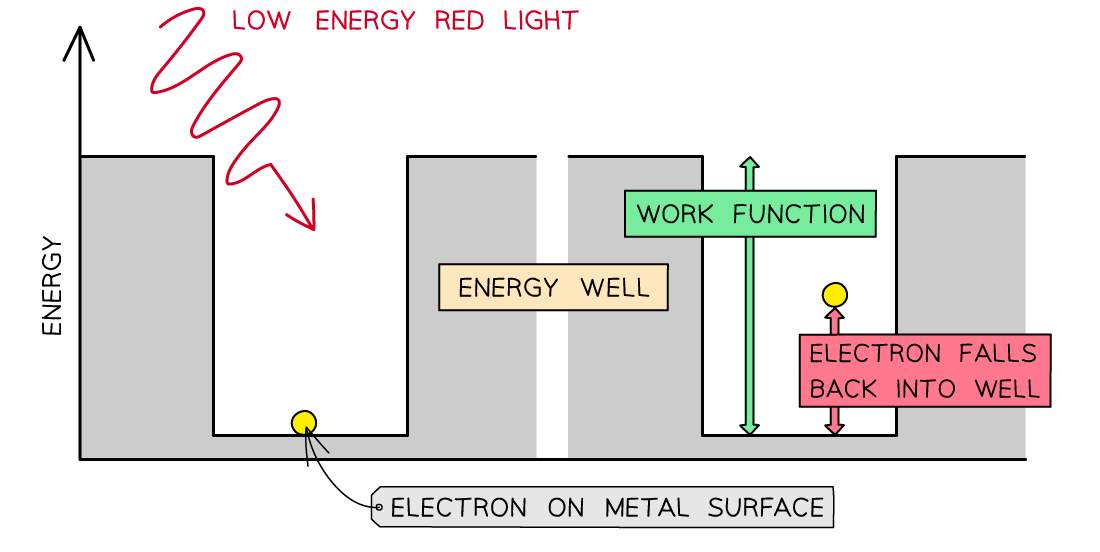 LOW ENERGY RED LIGHT
ENERGY
WORK FUNCTION
ENERGY WELL
ELECTRON FALLS
BACK INTO WELL
ELECTRON ON METAL SURFACE